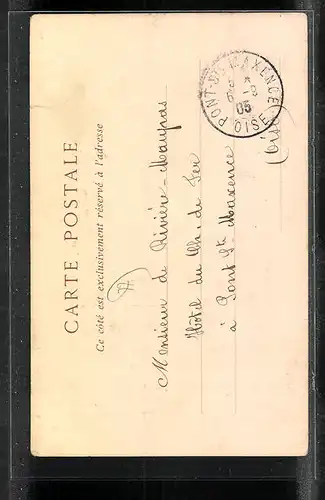 CARTE POSTALE
Ce côté est exclusivement réservé à l'adresse
PONT-STE MAXENCE
05
OISE
Monsieur de Rivière-Maupas
Hôtel du Ch. de Fer
à Pont Ste Maxence
(Oise)